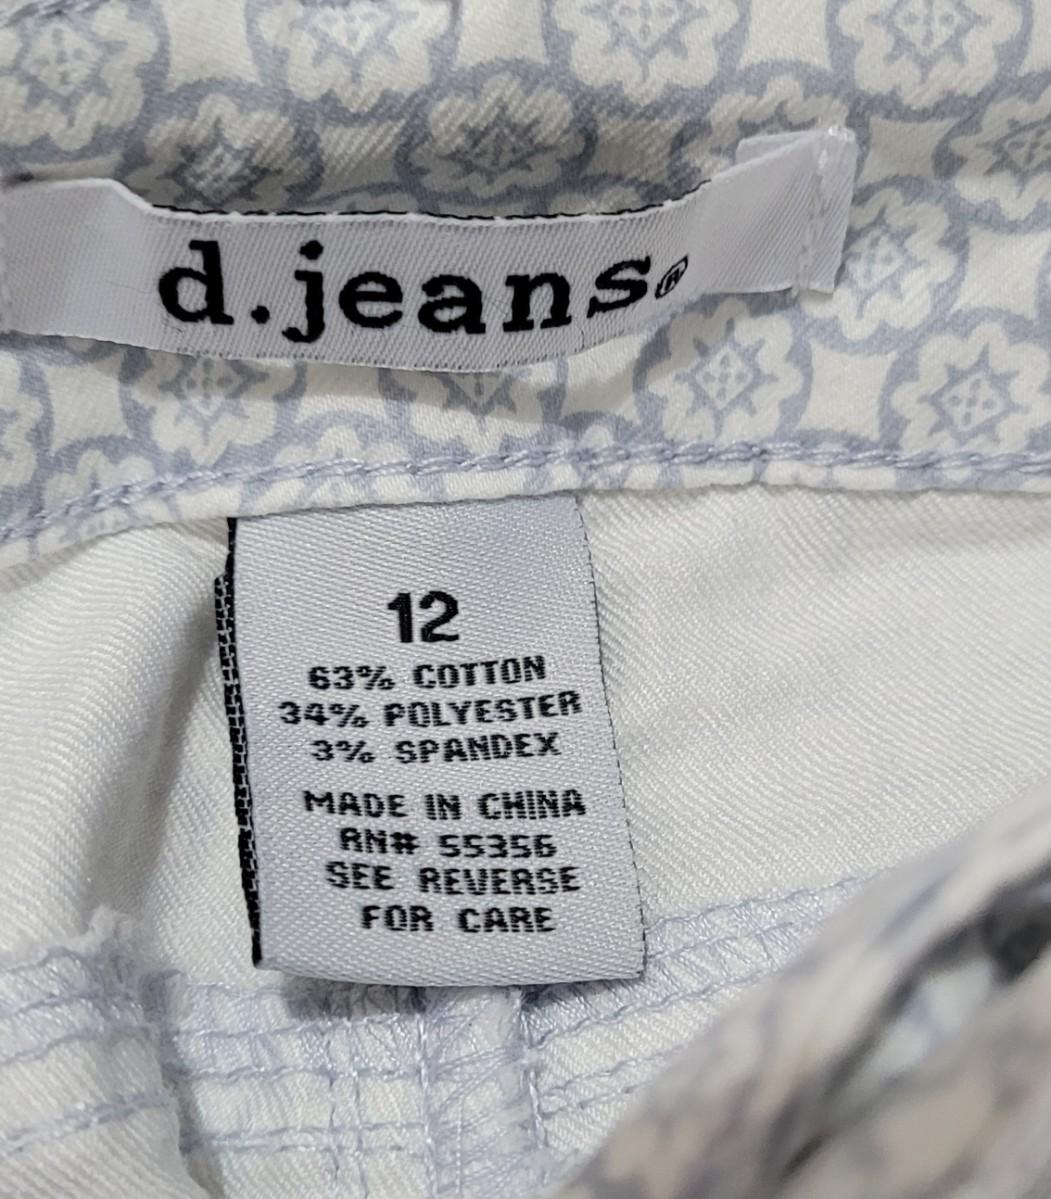 d.jeans®
12
63% COTTON
34% POLYESTER
3% SPANDEX
MADE IN CHINA
RN# 55356
SEE REVERSE
FOR CARE